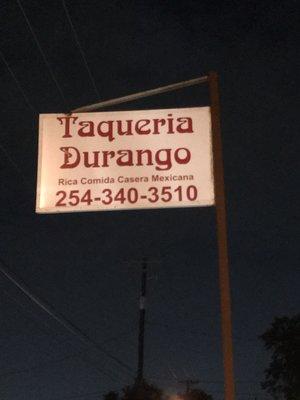 Taqueria
Durango
Rica Comida Casera Mexicana
254-340-3510